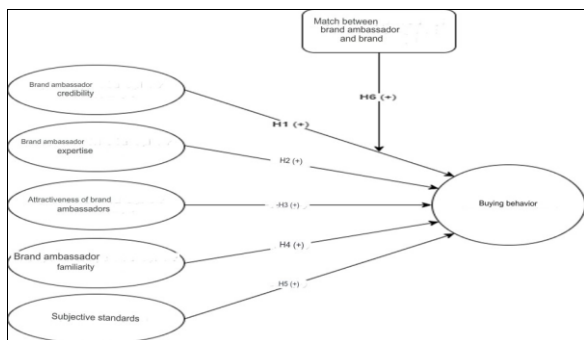 Match between
brand ambassador
and brand
H6 (+)
Brand ambassador
credibility
H1 (+)
Brand ambassador
expertise
H2 (+)
Attractiveness of brand
ambassadors
-H3 (+)
Buying behavior
Brand ambassador
familiarity
H4 (+)
Subjective standards
H5 (+)